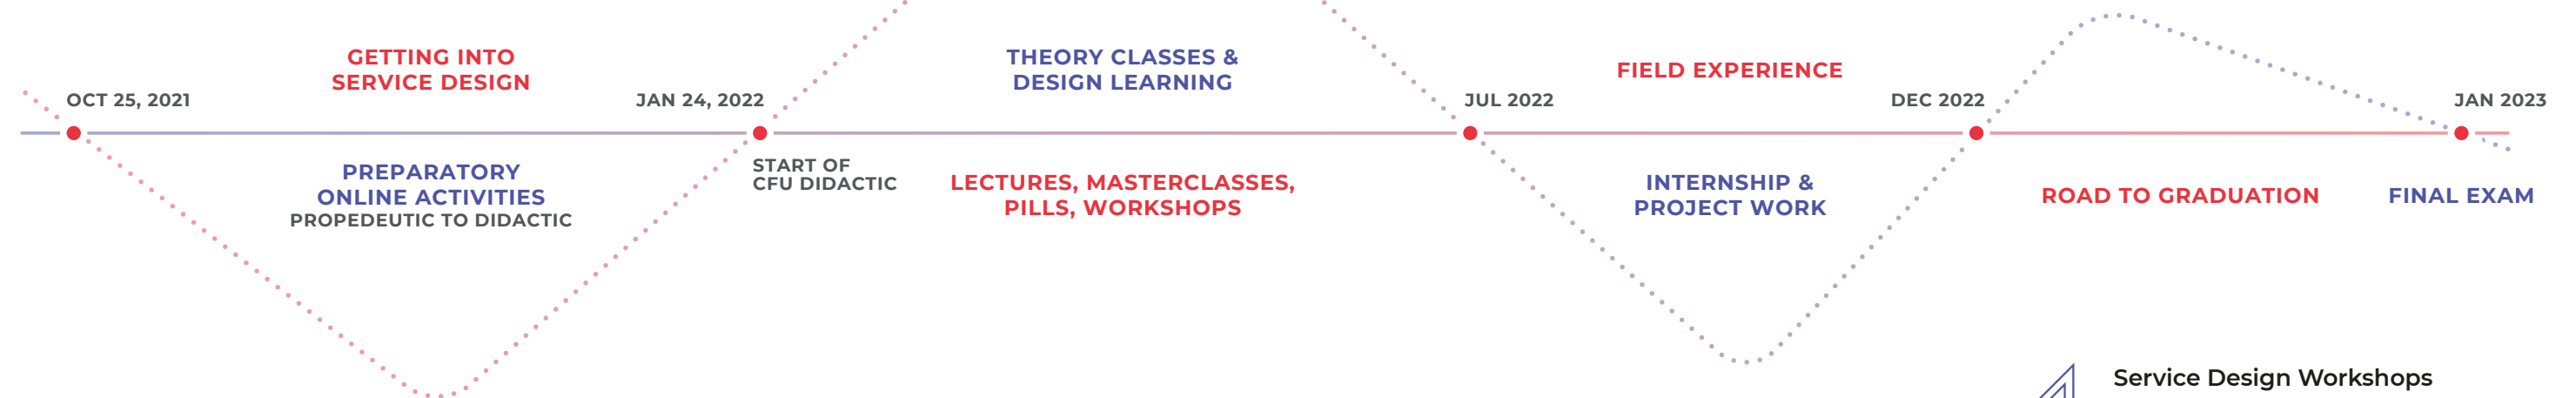 GETTING INTO
SERVICE DESIGN
THEORY CLASSES &
DESIGN LEARNING
FIELD EXPERIENCE
OCT 25, 2021
JAN 24, 2022
JUL 2022
DEC 2022
JAN 2023
PREPARATORY
ONLINE ACTIVITIES
PROPEDEUTIC TO DIDACTIC
START OF
CFU DIDACTIC
LECTURES, MASTERCLASSES,
PILLS, WORKSHOPS
INTERNSHIP &
PROJECT WORK
ROAD TO GRADUATION
FINAL EXAM
Service Design Workshops